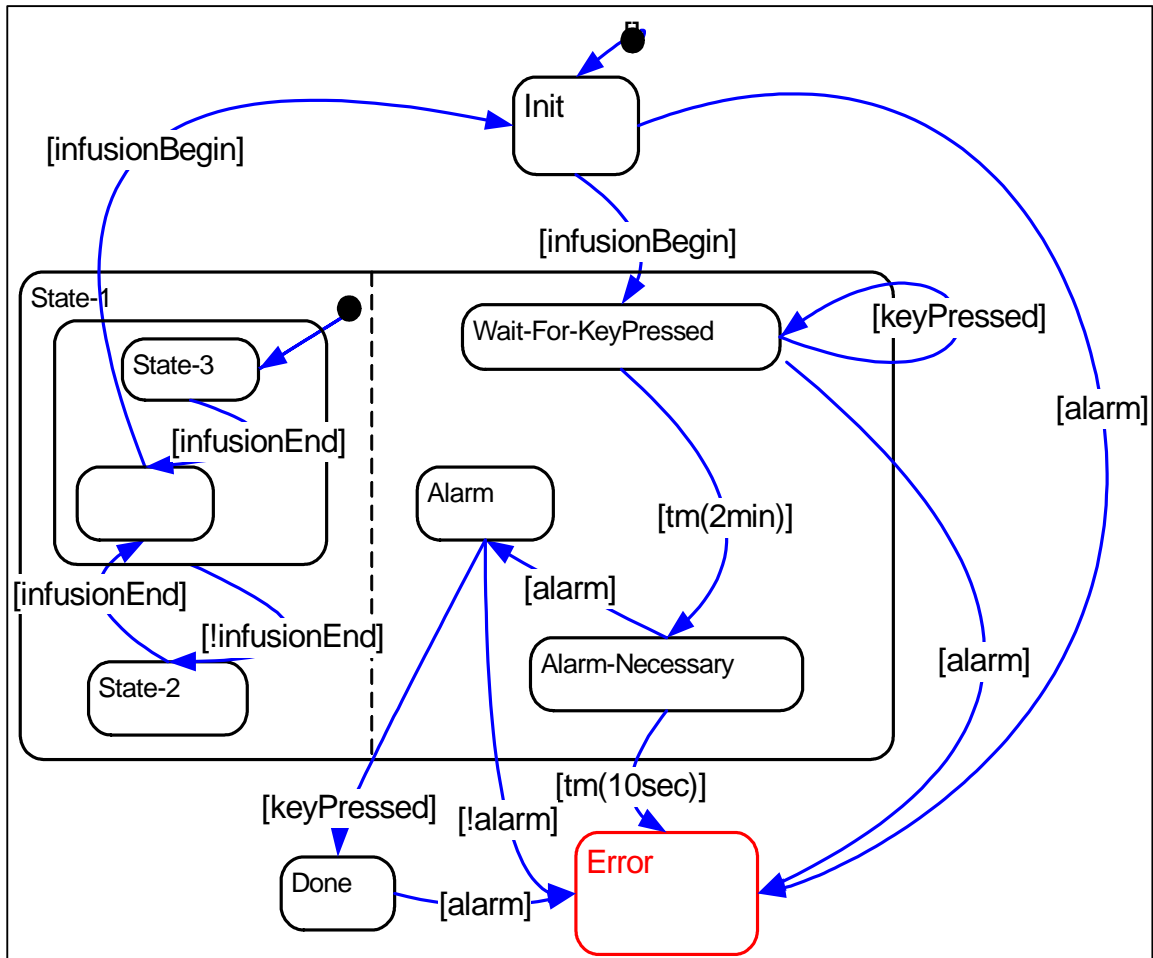 Init
[infusionBegin]
[infusionBegin]
State-1
Wait-For-KeyPressed
[keyPressed]
State-3
[alarm]
[infusionEnd]
Alarm
[tm(2min)]
[alarm]
[infusionEnd]
[!infusionEnd]
Alarm-Necessary
[alarm]
State-2
[tm(10sec)]
[keyPressed]
[!alarm]
Error
Done
[alarm]